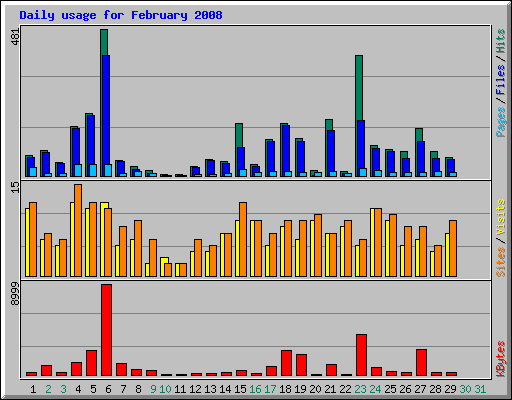 Daily usage for February 2008
481
Pages / Files / Hits
15
Sites / Visits
8999
KBytes
1 2 3 4 5 6 7 8 9 10 11 12 13 14 15 16 17 18 19 20 21 22 23 24 25 26 27 28 29 30 31